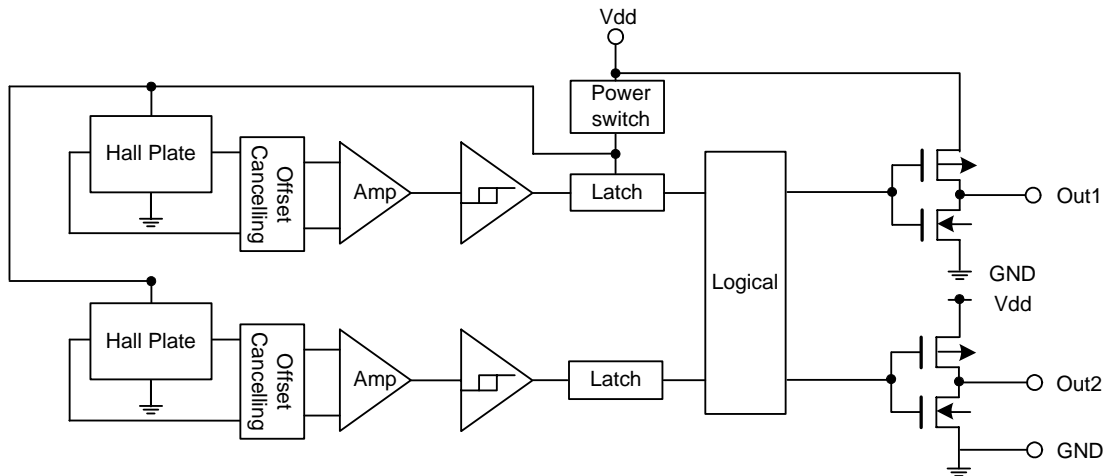 Vdd
Power
switch
Hall Plate
Offset
Cancelling
Amp
Latch
Out1
Logical
GND
Vdd
Hall Plate
Offset
Cancelling
Amp
Latch
Out2
GND